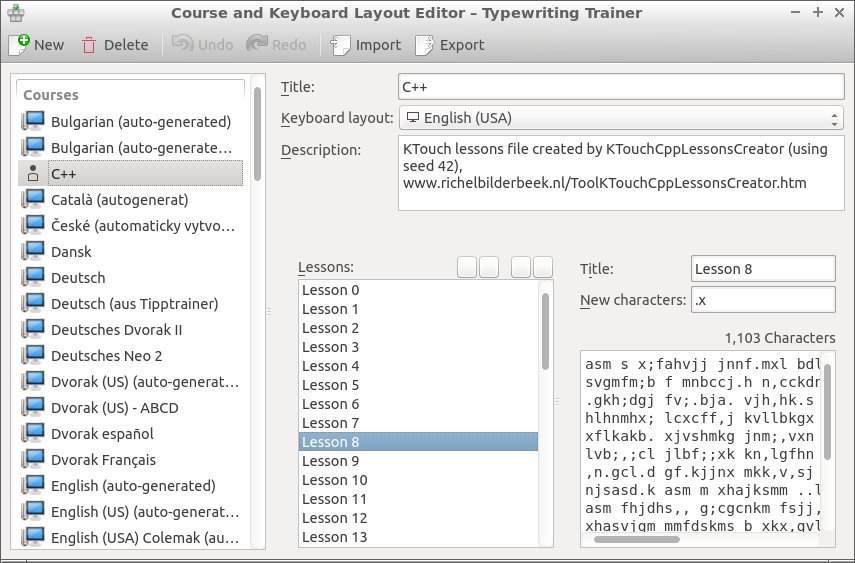 Course and Keyboard Layout Editor – Typewriting Trainer
New Delete Undo Redo Import Export
Courses
Bulgarian (auto-generated)
Bulgarian (auto-generate...
C++
Català (autogenerat)
České (automaticky vytvo...
Dansk
Deutsch
Deutsch (aus Tipptrainer)
Deutsches Dvorak II
Deutsches Neo 2
Dvorak (US) (auto-generat...
Dvorak (US) - ABCD
Dvorak español
Dvorak Français
English (auto-generated)
English (US) (auto-generat...
English (USA) Colemak (au...
Title: C++
Keyboard layout: English (USA)
Description: KTouch lessons file created by KTouchCppLessonsCreator (using
seed 42),
www.richelbilderbeek.nl/ToolKTouchCppLessonsCreator.htm
Lessons:
Lesson 0
Lesson 1
Lesson 2
Lesson 3
Lesson 4
Lesson 5
Lesson 6
Lesson 7
Lesson 8
Lesson 9
Lesson 10
Lesson 11
Lesson 12
Lesson 13
Title: Lesson 8
New characters: .x
1,103 Characters
asm s x;fahvjj jnnf.mxl bdl
svgmfm;b f mnbccj.h n,cckdn
.gkh;dgj fv;.bja. vjh,hk.s
hlhnmhx; lcxcff,j kvllbkgx
xflkakb. xjvshmkg jnm;,vxn
lvb;,;cl jlbf;;xk kn,lgfhn
,n.gcl.d gf.kjjnx mkk,v,sj
njsasd.k asm m xhajksmm ..l
asm fhjdhs,, g;cgcnkm fsjj,
xhasvjgm mmfdskms b xkx,gvl